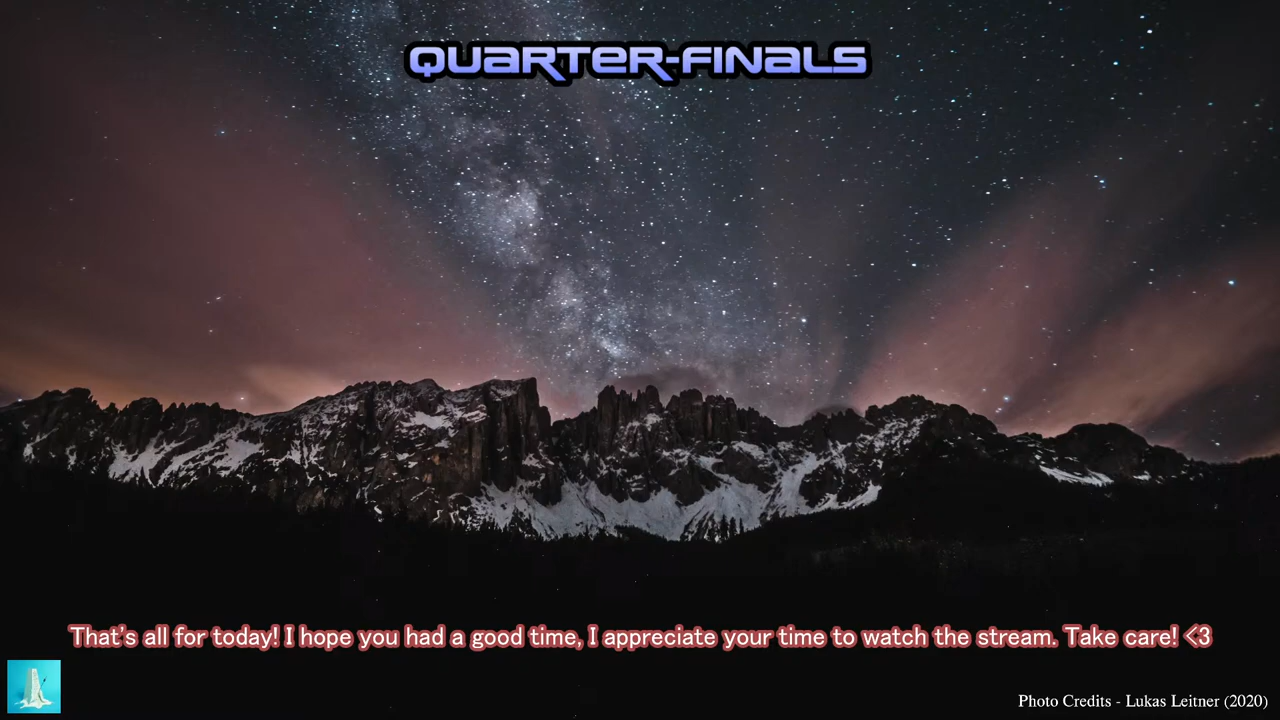 QUARTER-FINALS
That's all for today! I hope you had a good time, I appreciate your time to watch the stream. Take care! <3
Photo Credits - Lukas Leitner (2020)